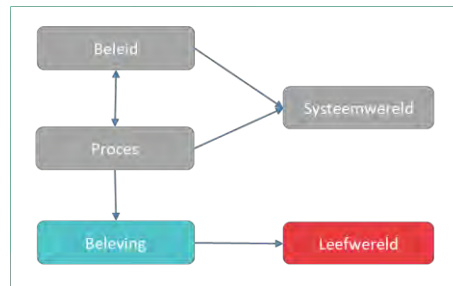 Beleid
Systeemwereld
Proces
Beleving
Leefwereld